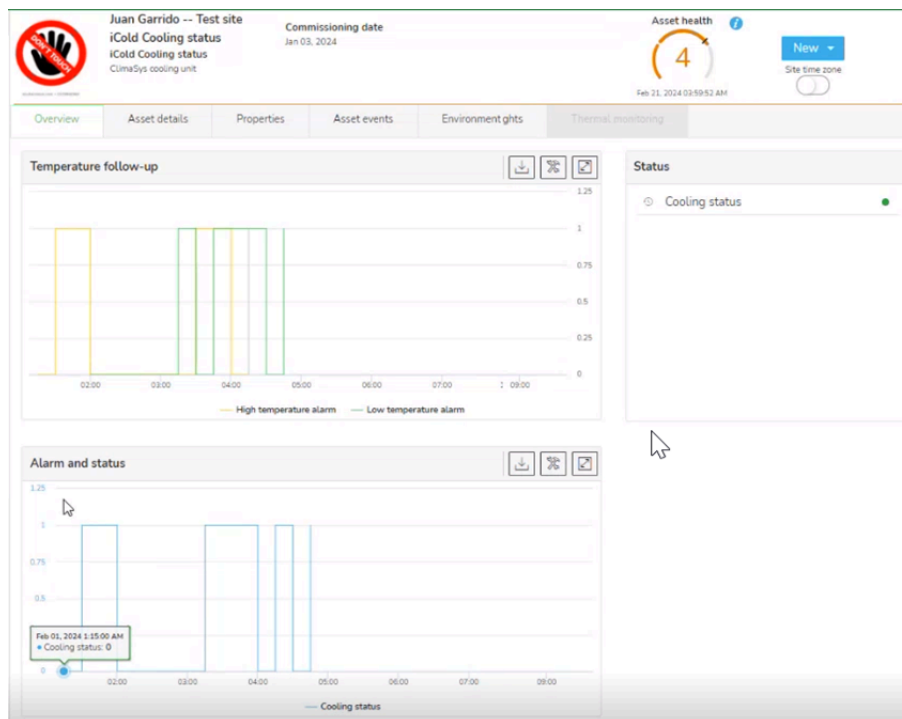 DON'T TOUCH
Juan Garrido -- Test site
iCold Cooling status
iCold Cooling status
ClimaSys cooling unit
Commissioning date
Jan 03, 2024
Asset health
4
Feb 21, 2024 03:59:52 AM
New
Site time zone
Overview
Asset details
Properties
Asset events
Environment ghts
Thermal monitoring
Temperature follow-up
1.25
1
0.75
0.5
0.25
0
02:00 03:00 04:00 05:00 06:00 07:00 : 09:00
High temperature alarm Low temperature alarm
Status
Cooling status
Alarm and status
1.25
1
0.75
0.5
Feb 01, 2024 1:15:00 AM
• Cooling status: 0
0
02:00 03:00 04:00 05:00 06:00 07:00 09:00
Cooling status